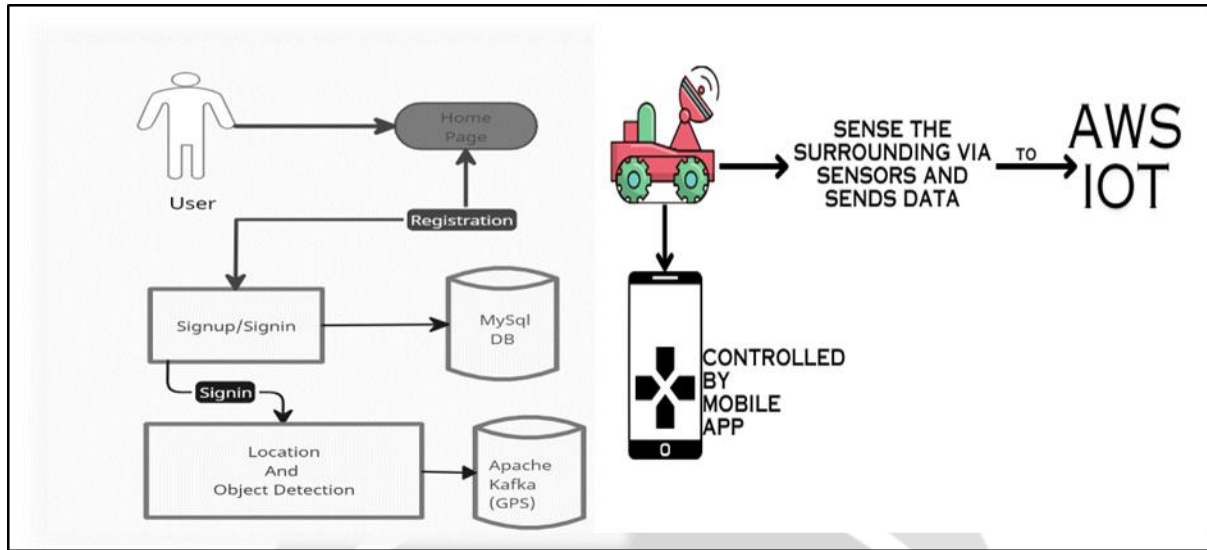 Home
Page
User
Registration
Signup/Signin
MySql
DB
Signin
Location
And
Object Detection
Apache
Kafka
(GPS)
SENSE THE
SURROUNDING VIA
SENSORS AND
SENDS DATA
TO
AWS
IOT
CONTROLLED
BY
MOBILE
APP